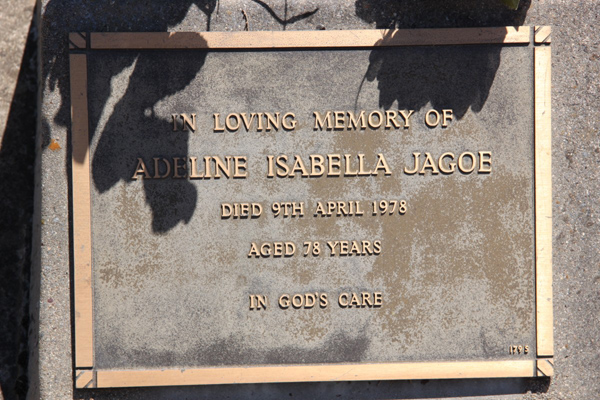 IN LOVING MEMORY OF
ADELINE ISABELLA JAGOE
DIED 9TH APRIL 1978
AGED 78 YEARS
IN GOD'S CARE
1795